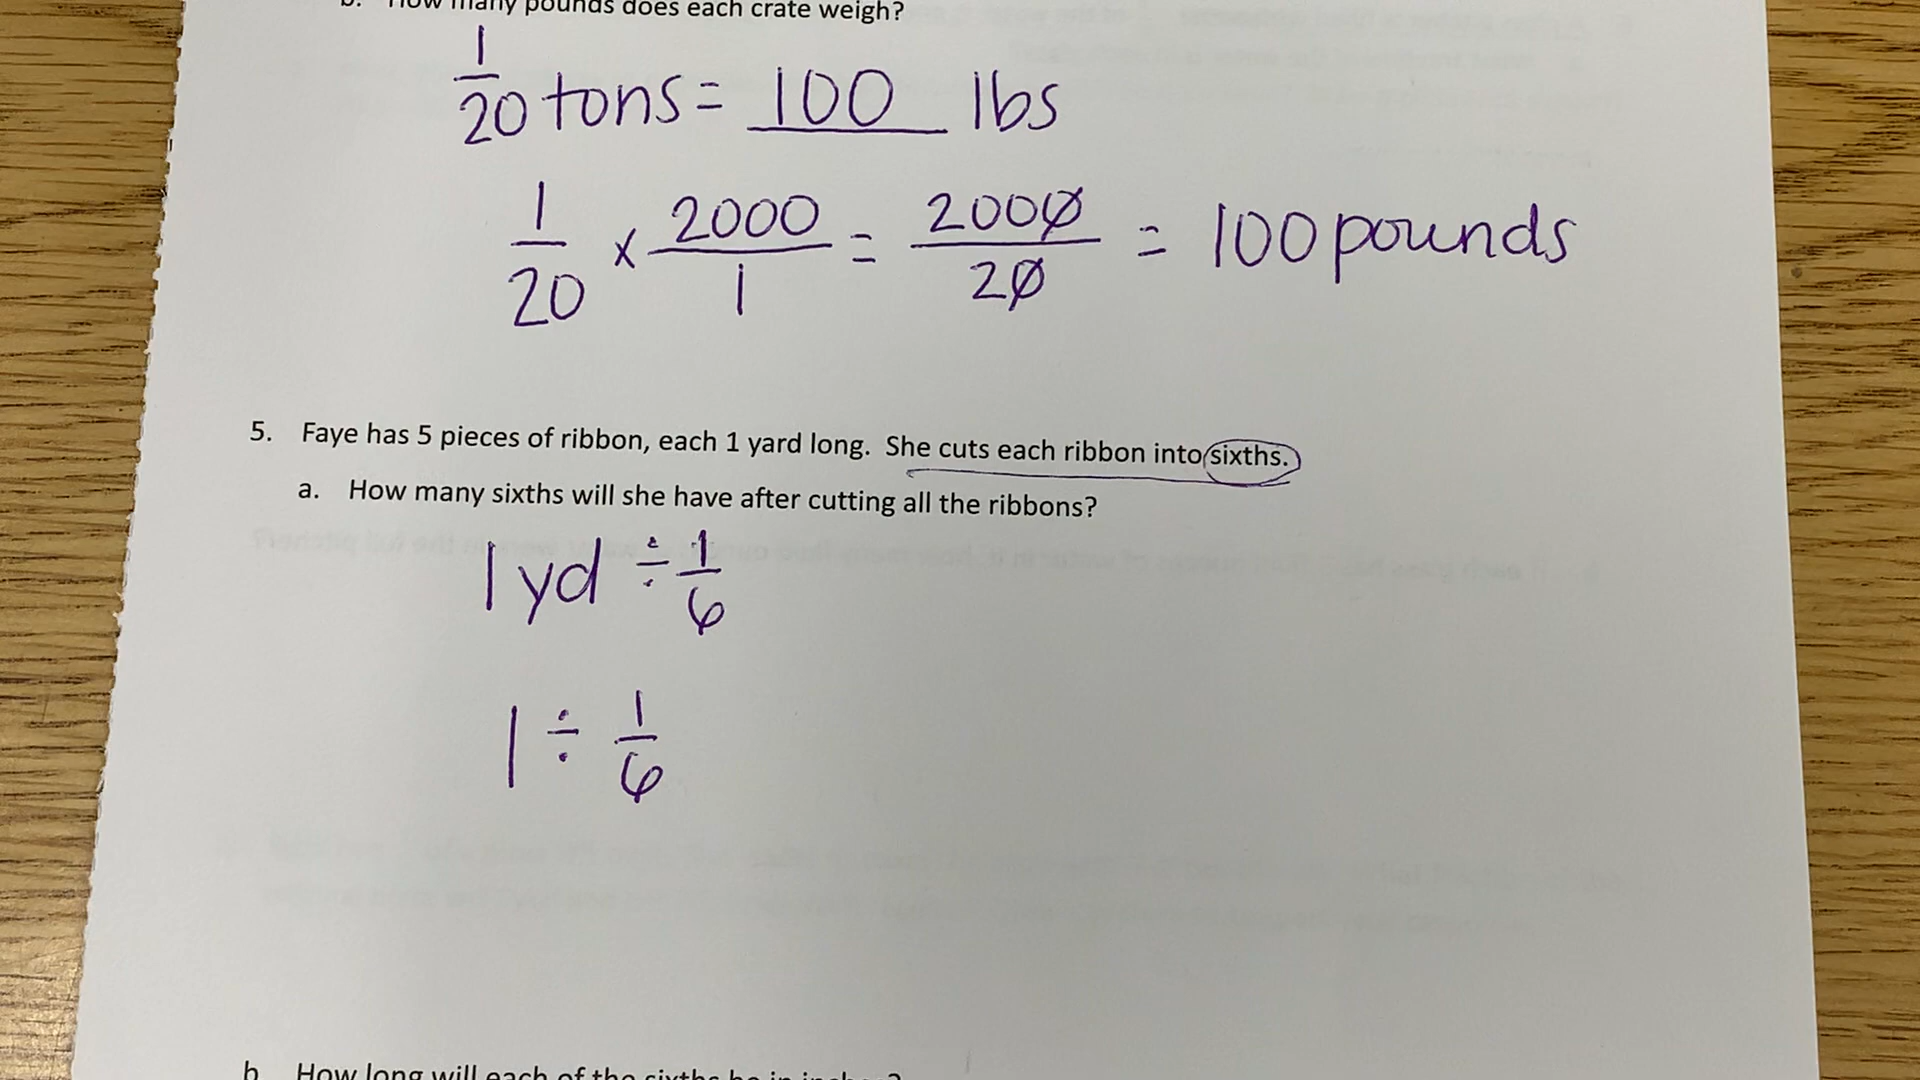 b. How many pounds does each crate weigh?
1/20 tons = 100 lbs
1/20 × 2000/1 = 2000/20 = 100 pounds
5. Faye has 5 pieces of ribbon, each 1 yard long. She cuts each ribbon into sixths.
a. How many sixths will she have after cutting all the ribbons?
1 yd ÷ 1/6
1 ÷ 1/6
b. How long will each of the sixths be in inches?